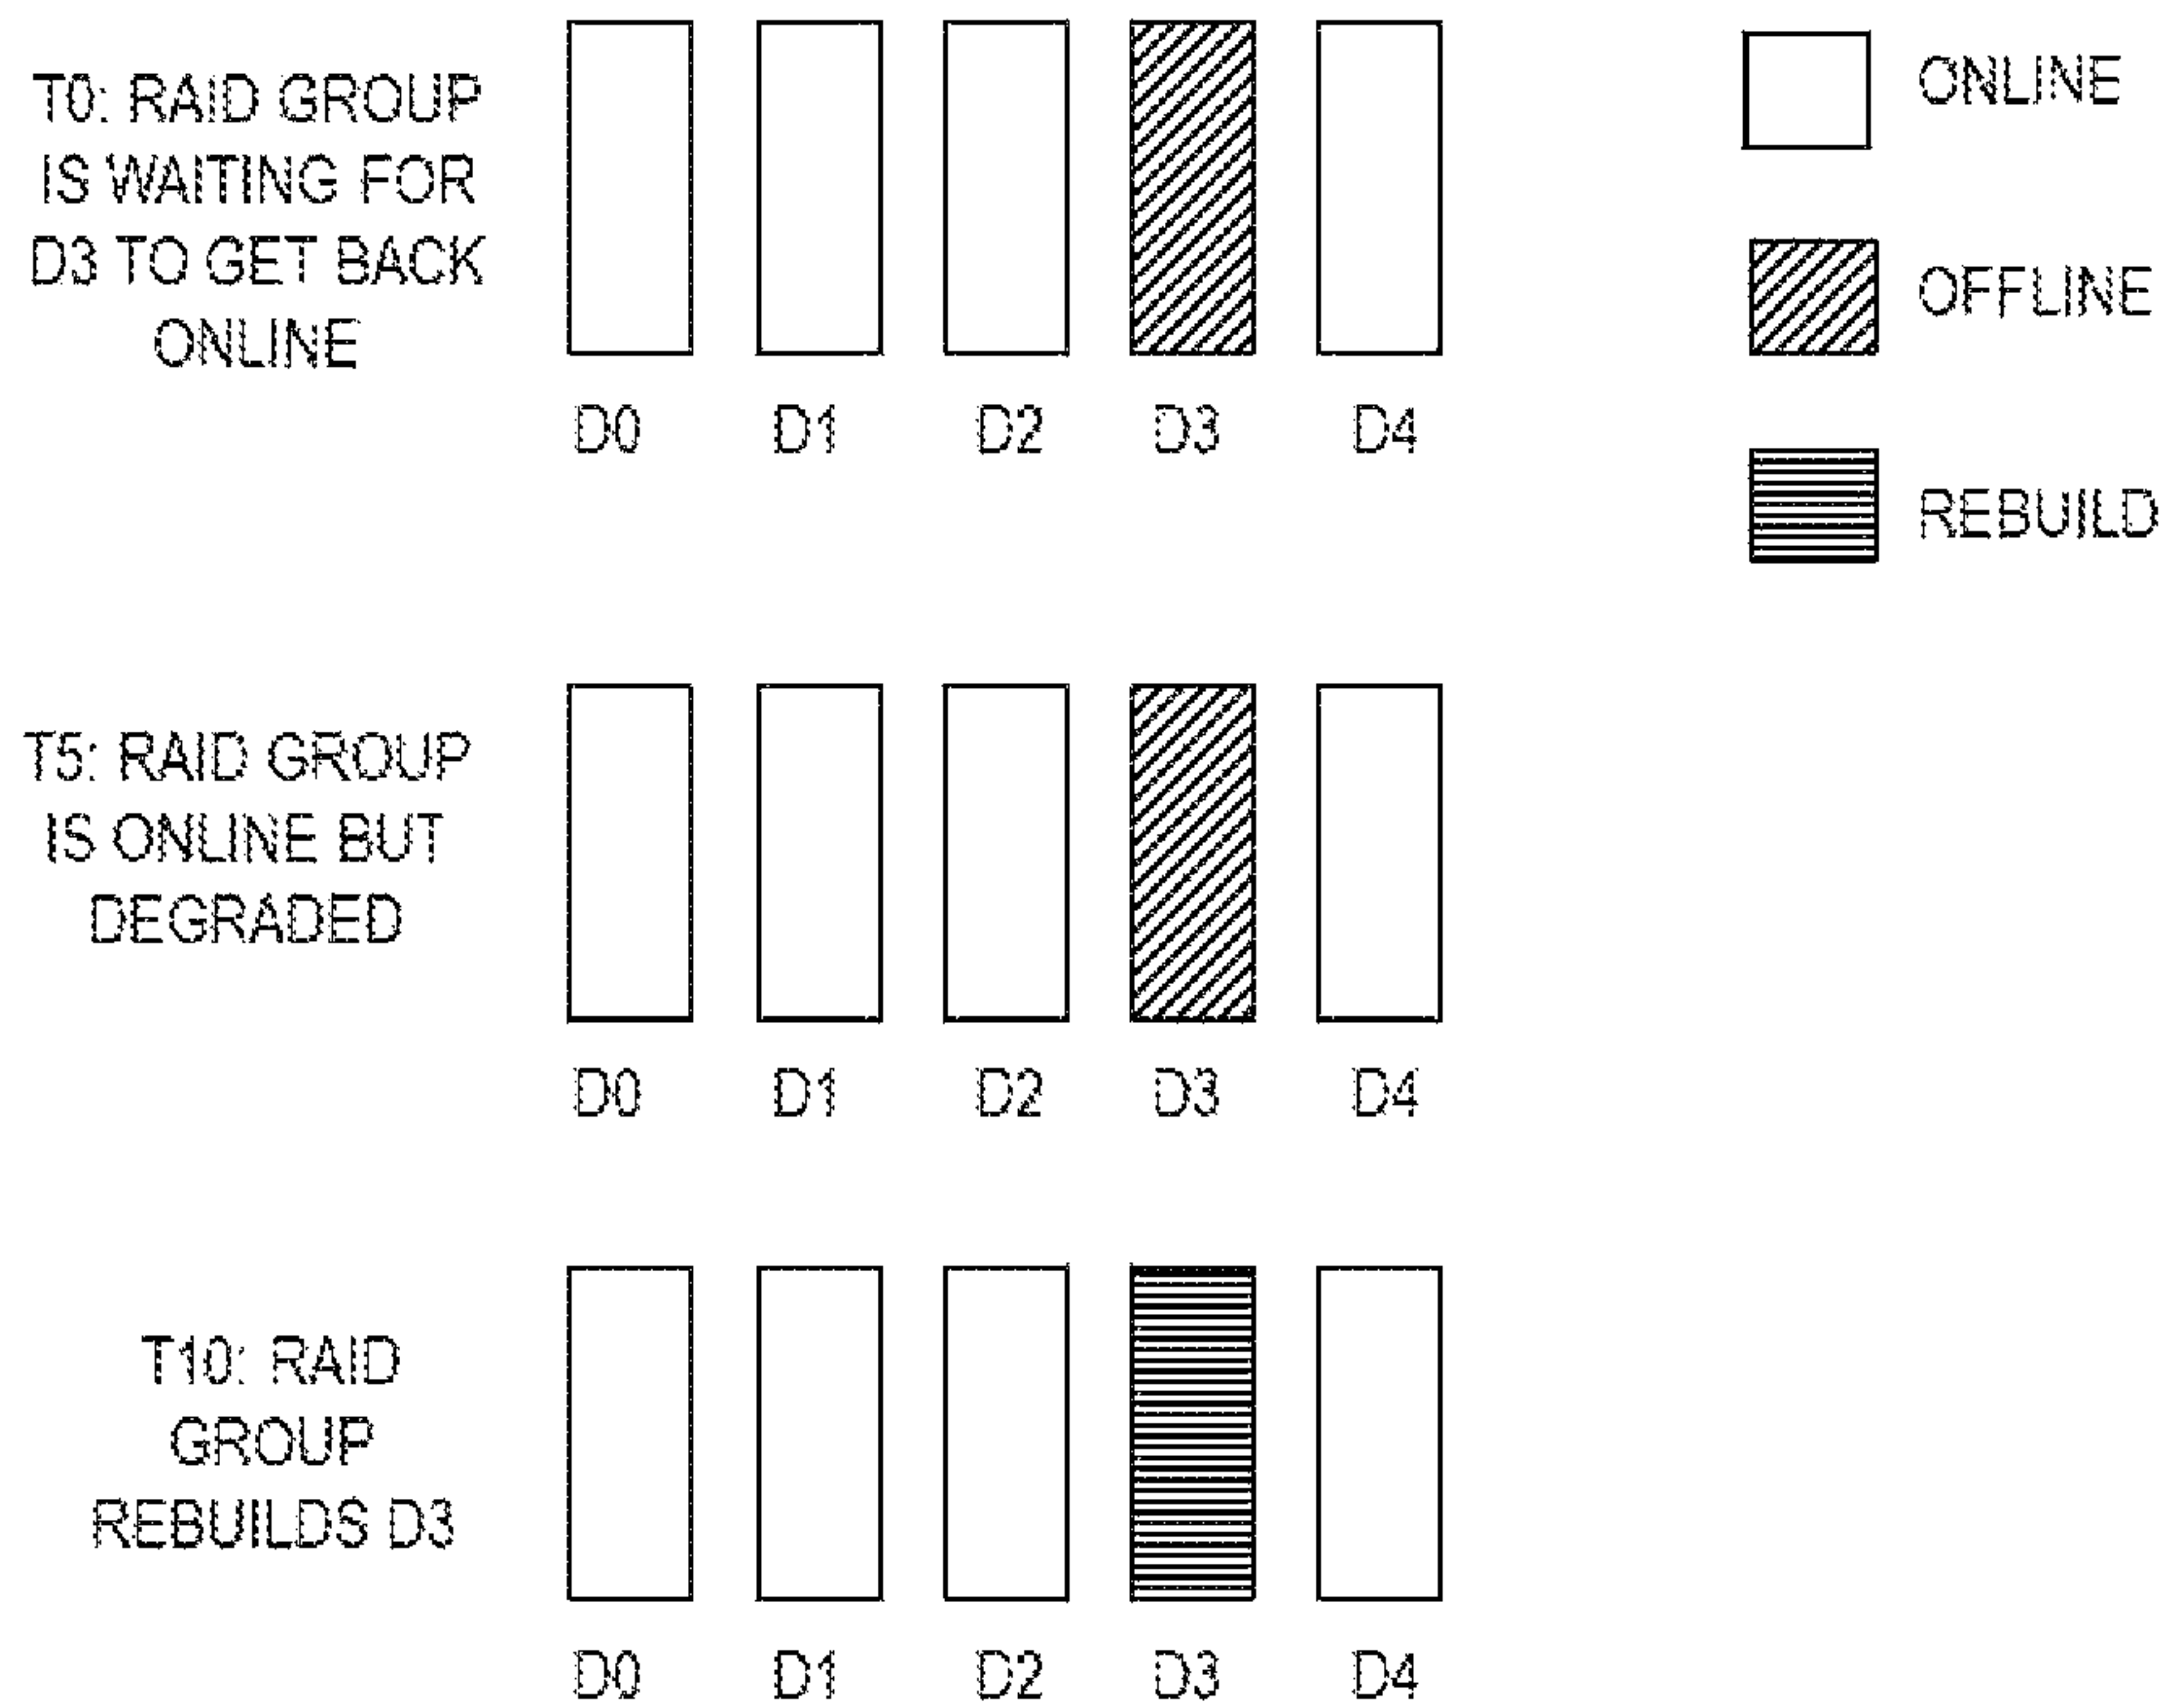 T0: RAID GROUP
IS WAITING FOR
D3 TO GET BACK
ONLINE
D0 D1 D2 D3 D4
ONLINE
OFFLINE
REBUILD
T5: RAID GROUP
IS ONLINE BUT
DEGRADED
D0 D1 D2 D3 D4
T10: RAID
GROUP
REBUILDS D3
D0 D1 D2 D3 D4